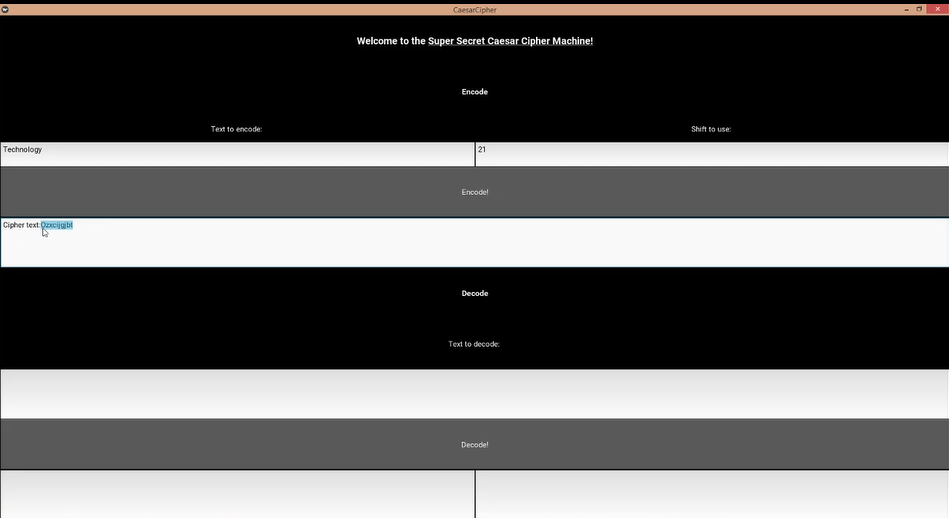 CaesarCipher
Welcome to the Super Secret Caesar Cipher Machine!
Encode
Text to encode: Shift to use:
Technology 21
Encode!
Cipher text:Ozxcijgjbt
Decode
Text to decode:
Decode!